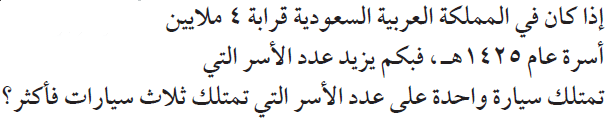 إذا كان في المملكة العربية السعودية قرابة ٤ ملايين
أسرة عام ١٤٢٥هـ ، فبكم يزيد عدد الأسر التي
تمتلك سيارة واحدة على عدد الأسر التي تمتلك ثلاث سيارات فأكثر؟